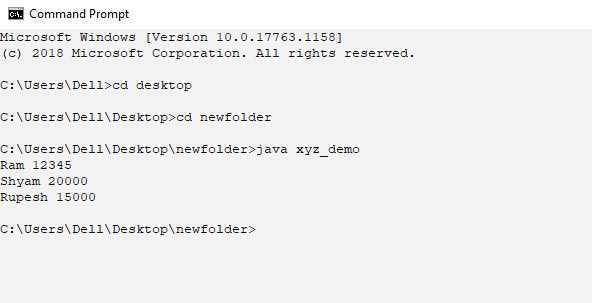 Command Prompt
Microsoft Windows [Version 10.0.17763.1158]
(c) 2018 Microsoft Corporation. All rights reserved.
C:\Users\Dell>cd desktop
C:\Users\Dell\Desktop>cd newfolder
C:\Users\Dell\Desktop\newfolder>java xyz_demo
Ram 12345
Shyam 20000
Rupesh 15000
C:\Users\Dell\Desktop\newfolder>